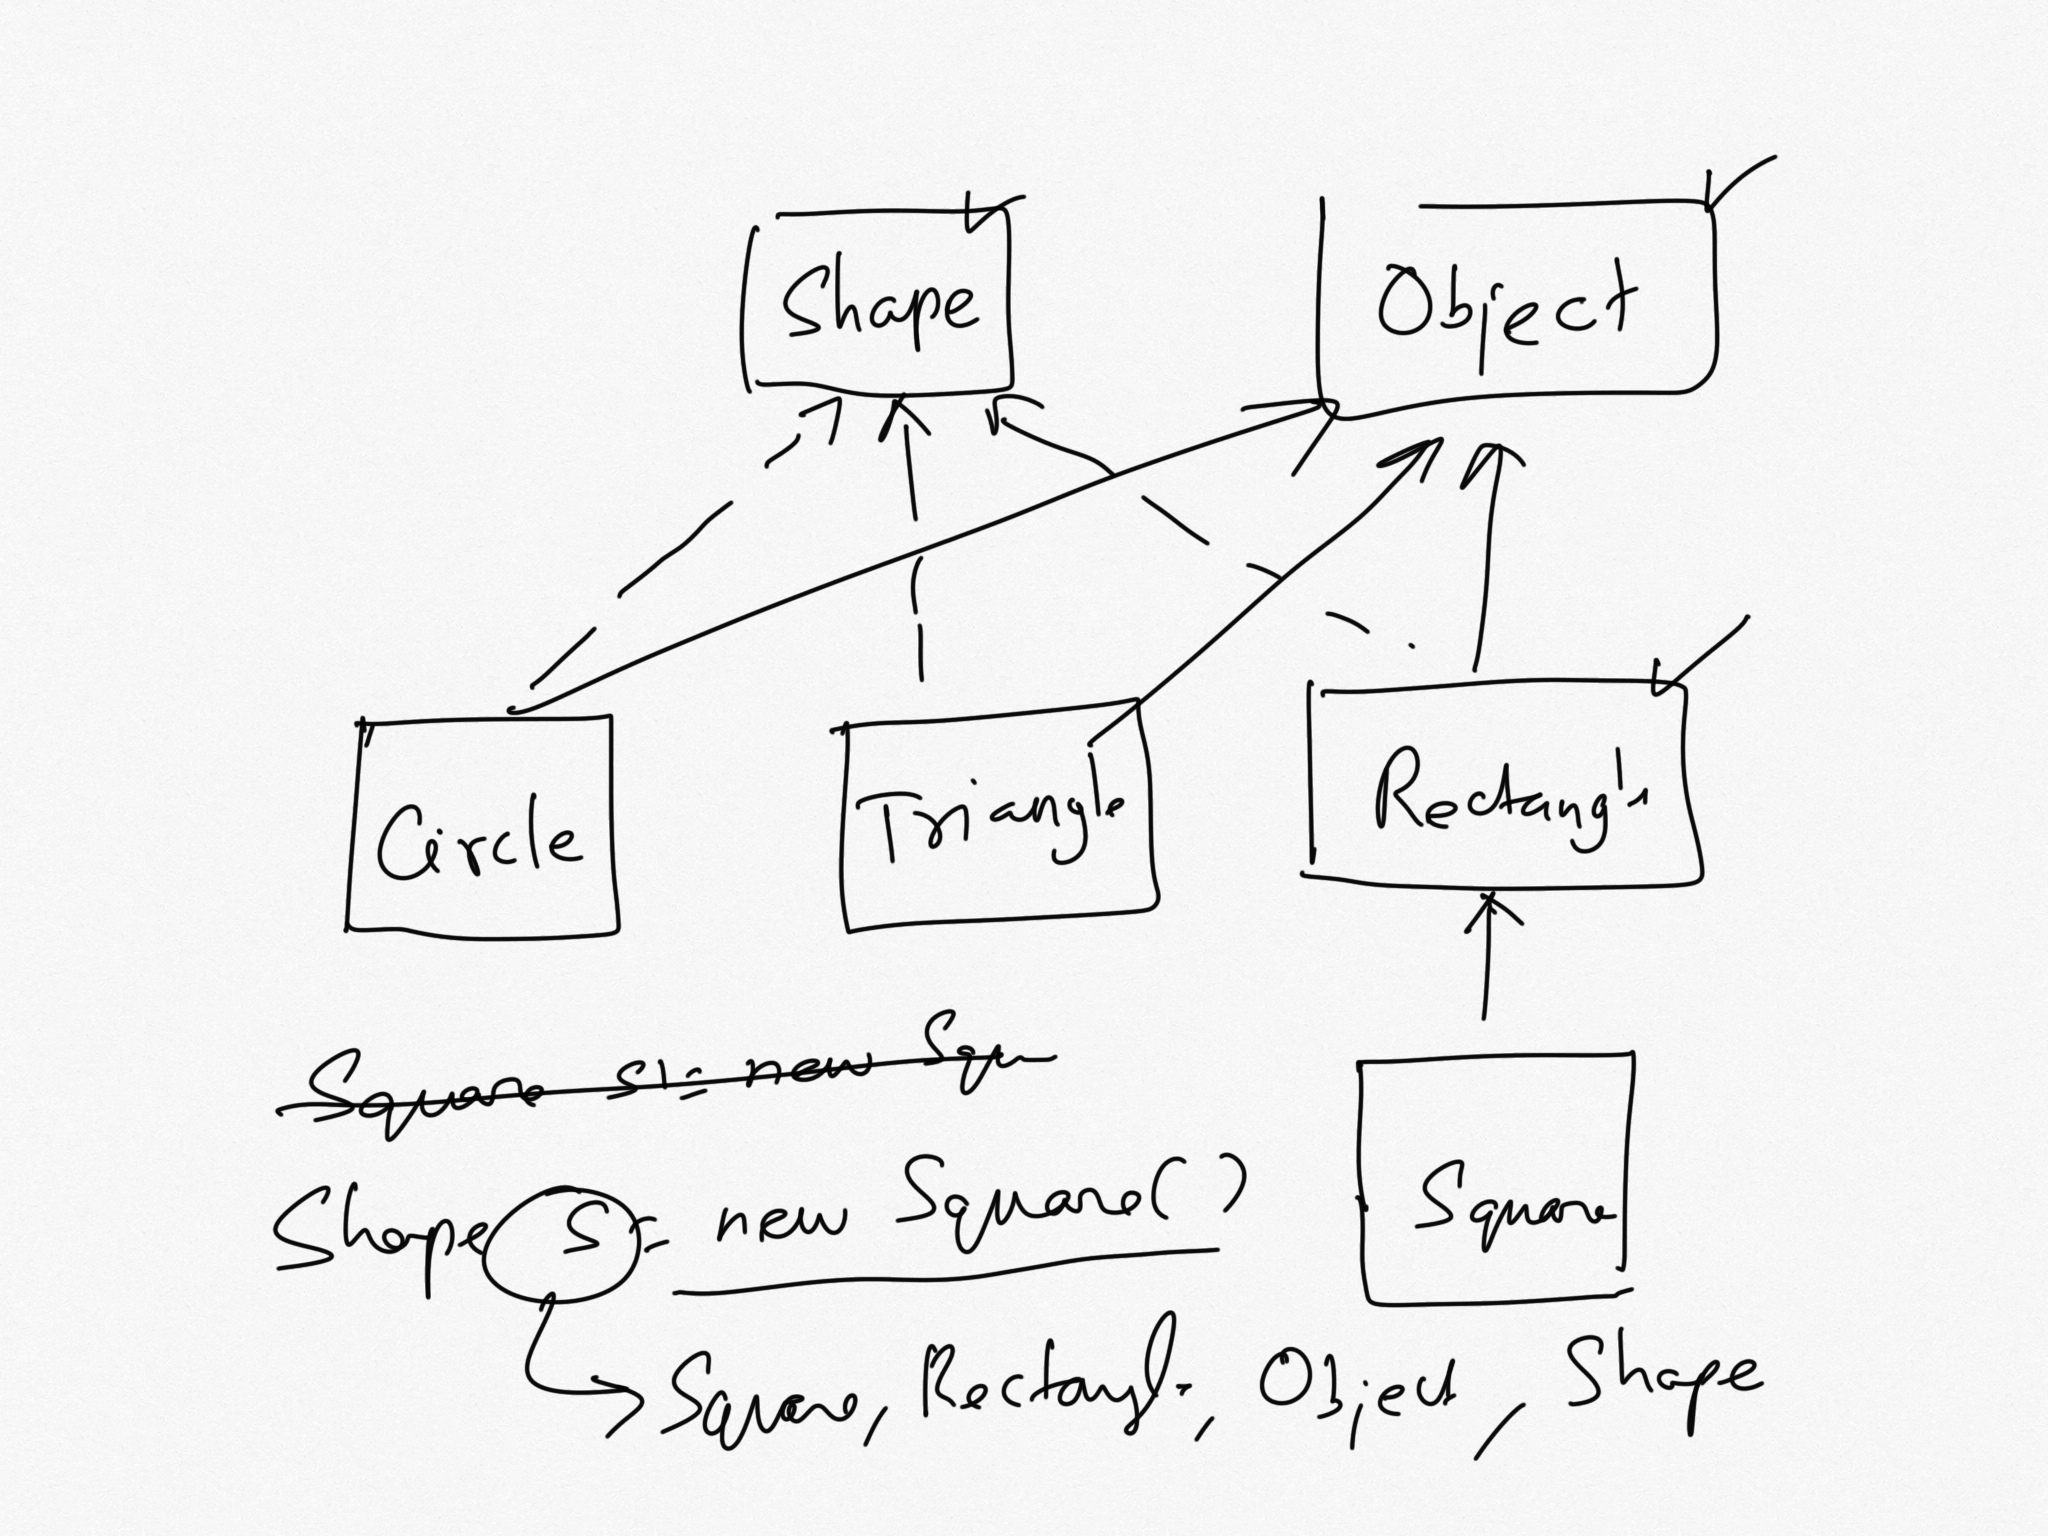 Shape
Object
Circle
Triangle
Rectangle
Square
Square s1 = new Squ
Shape s = new Square()
Square, Rectangle, Object, Shape